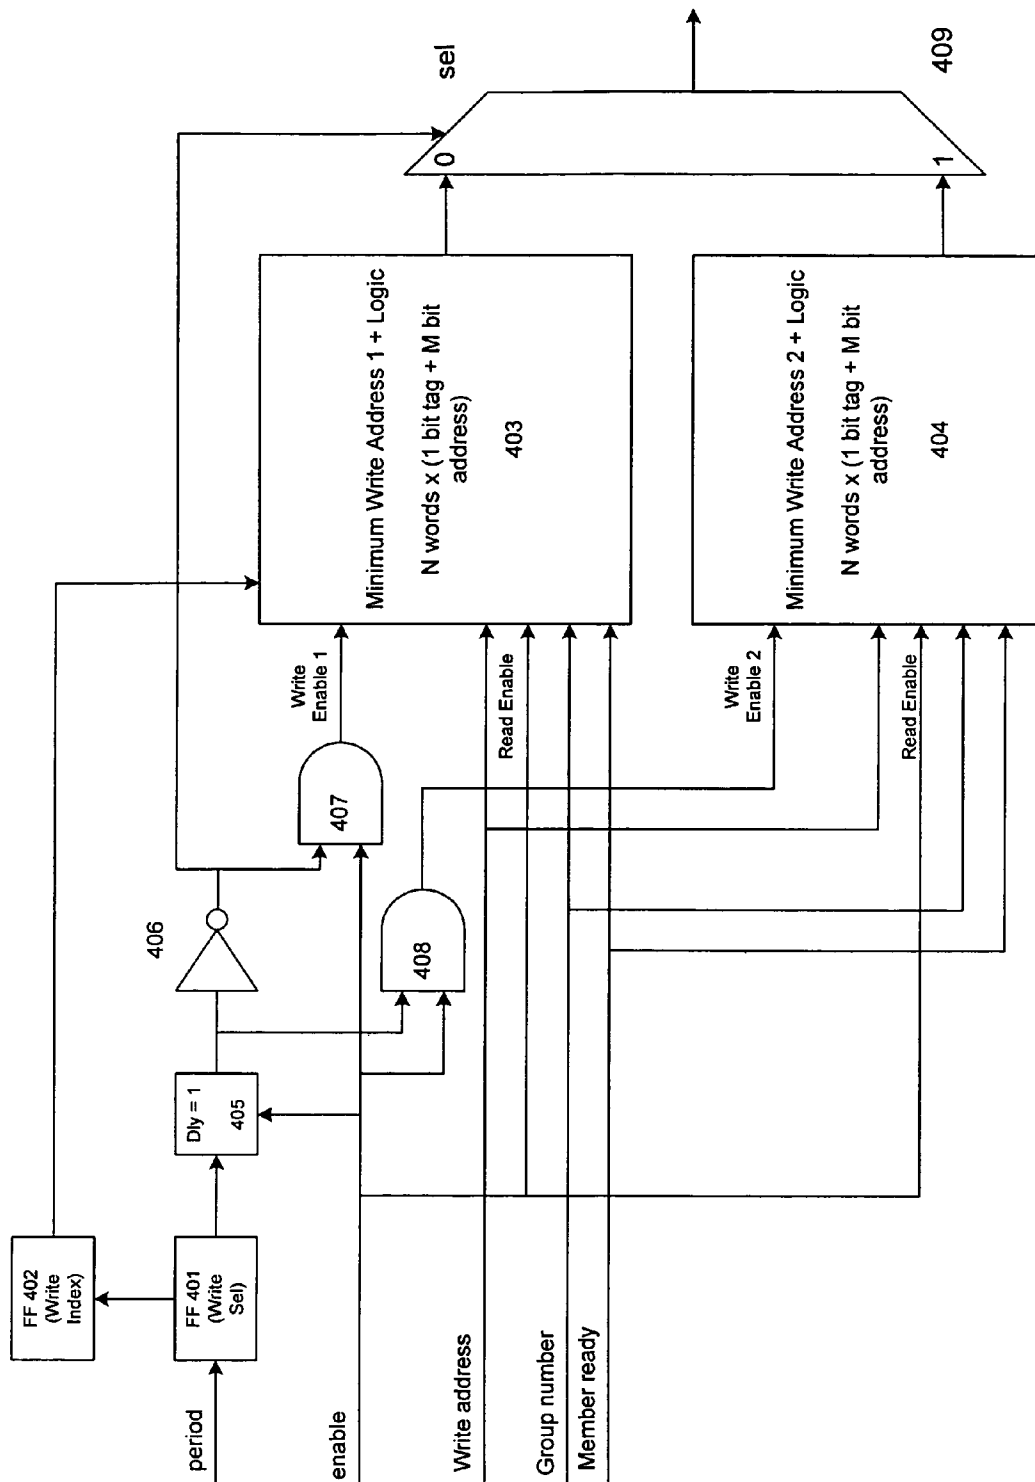 period
enable
Write address
Group number
Member ready
FF 402
(Write
Index)
FF 401
(Write
Sel)
Dly = 1
405
406
407
408
Write
Enable 1
Read Enable
Write
Enable 2
Read Enable
Minimum Write Address 1 + Logic
N words x (1 bit tag + M bit
address)
403
Minimum Write Address 2 + Logic
N words x (1 bit tag + M bit
address)
404
0
1
sel
409